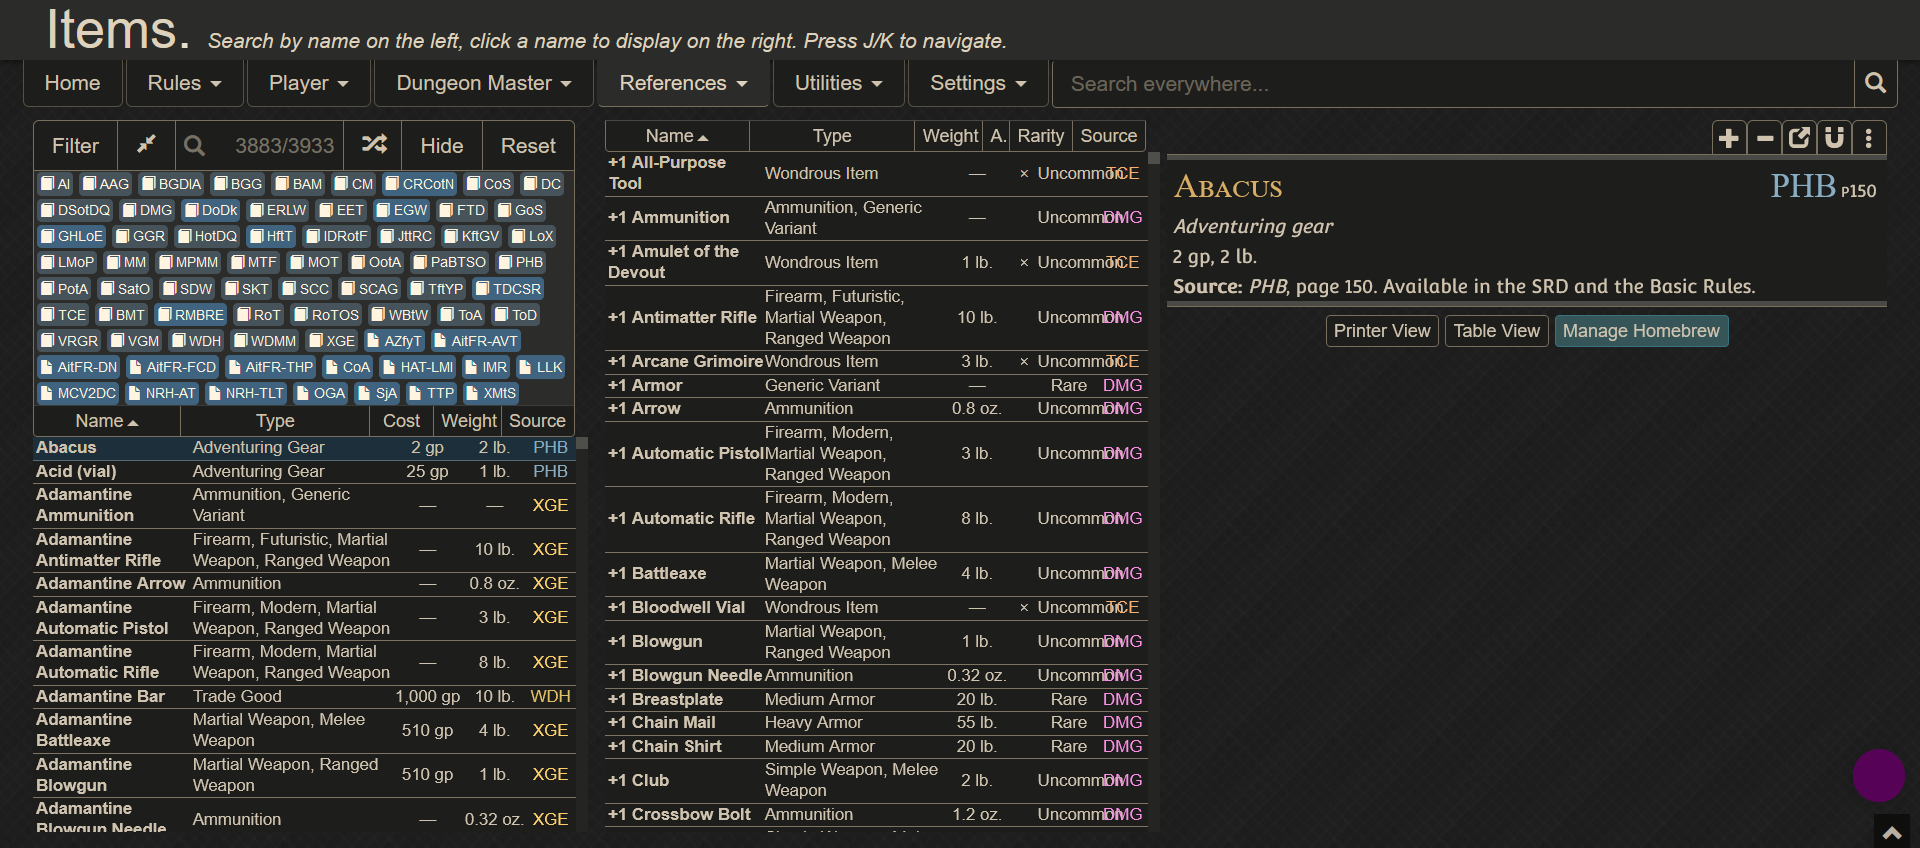 Items. Search by name on the left, click a name to display on the right. Press J/K to navigate.
Home Rules Player Dungeon Master References Utilities Settings Search everywhere...
Filter 3883/3933 Hide Reset
AI AAG BGDIA BGG BAM CM CRCotN CoS DC
DSotDQ DMG DoDk ERLW EET EGW FTD GoS
GHLoE GGR HotDQ HftT IDRotF JttRC KftGV LoX
LMoP MM MPMM MTF MOT OotA PaBTSO PHB
PotA SatO SDW SKT SCC SCAG TftYP TDCSR
TCE BMT RMBRE RoT RoTOS WBtW ToA ToD
VRGR VGM WDH WDMM XGE AZfyT AitFR-AVT
AitFR-DN AitFR-FCD AitFR-THP CoA HAT-LMI IMR LLK
MCV2DC NRH-AT NRH-TLT OGA SjA TTP XMtS
Name Type Cost Weight Source
Abacus Adventuring Gear 2 gp 2 lb. PHB
Acid (vial) Adventuring Gear 25 gp 1 lb. PHB
Adamantine Ammunition, Generic
Ammunition Variant — — XGE
Adamantine Firearm, Futuristic, Martial
Antimatter Rifle Weapon, Ranged Weapon — 10 lb. XGE
Adamantine Arrow Ammunition — 0.8 oz. XGE
Adamantine Firearm, Modern, Martial
Automatic Pistol Weapon, Ranged Weapon — 3 lb. XGE
Adamantine Firearm, Modern, Martial
Automatic Rifle Weapon, Ranged Weapon — 8 lb. XGE
Adamantine Bar Trade Good 1,000 gp 10 lb. WDH
Adamantine Martial Weapon, Melee
Battleaxe Weapon 510 gp 4 lb. XGE
Adamantine Martial Weapon, Ranged
Blowgun Weapon 510 gp 1 lb. XGE
Adamantine
Blowgun Needle Ammunition — 0.32 oz. XGE
Name Type Weight A. Rarity Source
+1 All-Purpose
Tool Wondrous Item — × Uncommon TCE
+1 Ammunition Ammunition, Generic
Variant — Uncommon DMG
+1 Amulet of the
Devout Wondrous Item 1 lb. × Uncommon TCE
+1 Antimatter Rifle Firearm, Futuristic,
Martial Weapon,
Ranged Weapon 10 lb. Uncommon DMG
+1 Arcane Grimoire Wondrous Item 3 lb. × Uncommon TCE
+1 Armor Generic Variant — Rare DMG
+1 Arrow Ammunition 0.8 oz. Uncommon DMG
+1 Automatic Pistol Firearm, Modern,
Martial Weapon,
Ranged Weapon 3 lb. Uncommon DMG
+1 Automatic Rifle Firearm, Modern,
Martial Weapon,
Ranged Weapon 8 lb. Uncommon DMG
+1 Battleaxe Martial Weapon, Melee
Weapon 4 lb. Uncommon DMG
+1 Bloodwell Vial Wondrous Item — × Uncommon TCE
+1 Blowgun Martial Weapon,
Ranged Weapon 1 lb. Uncommon DMG
+1 Blowgun Needle Ammunition 0.32 oz. Uncommon DMG
+1 Breastplate Medium Armor 20 lb. Rare DMG
+1 Chain Mail Heavy Armor 55 lb. Rare DMG
+1 Chain Shirt Medium Armor 20 lb. Rare DMG
+1 Club Simple Weapon, Melee
Weapon 2 lb. Uncommon DMG
+1 Crossbow Bolt Ammunition 1.2 oz. Uncommon DMG
Abacus PHB P150
Adventuring gear
2 gp, 2 lb.
Source: PHB, page 150. Available in the SRD and the Basic Rules.
Printer View Table View Manage Homebrew